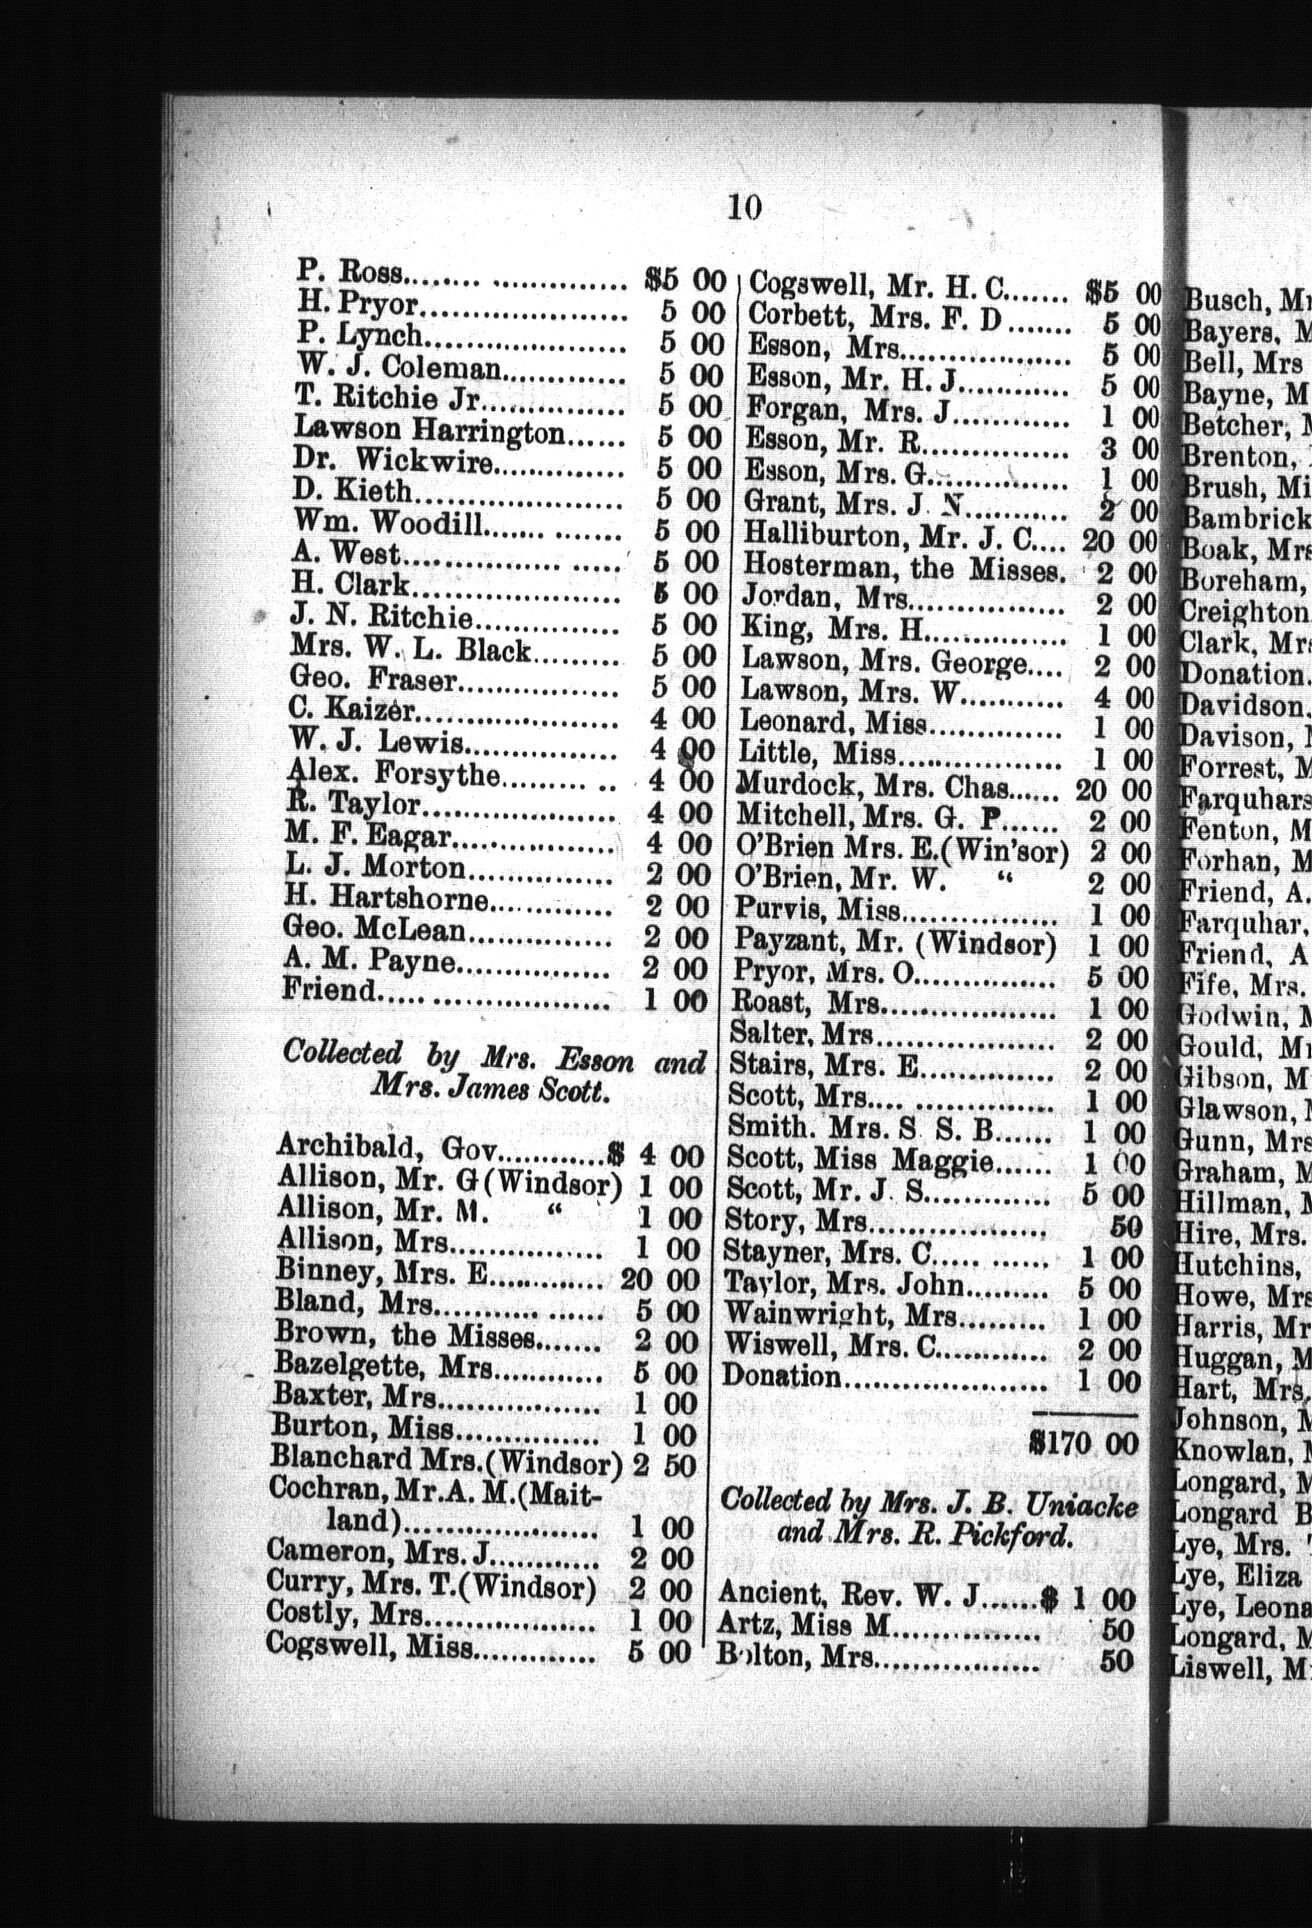 10
P. Ross.................... $5 00
H. Pryor.................... 5 00
P. Lynch.................... 5 00
W. J. Coleman............ 5 00
T. Ritchie Jr.............. 5 00
Lawson Harrington...... 5 00
Dr. Wickwire............. 5 00
D. Kieth.................... 5 00
Wm. Woodill............. 5 00
A. West.................... 5 00
H. Clark.................... 5 00
J. N. Ritchie.............. 5 00
Mrs. W. L. Black......... 5 00
Geo. Fraser................ 5 00
C. Kaizer.................... 4 00
W. J. Lewis................ 4 00
Alex. Forsythe.......... 4 00
R. Taylor................... 4 00
M. F. Eagar................ 4 00
L. J. Morton.............. 2 00
H. Hartshorne............ 2 00
Geo. McLean.............. 2 00
A. M. Payne............... 2 00
Friend...................... 1 00
Collected by Mrs. Esson and
Mrs. James Scott.
Archibald, Gov............$ 4 00
Allison, Mr. G (Windsor) 1 00
Allison, Mr. M. “ 1 00
Allison, Mrs................ 1 00
Binney, Mrs. E............ 20 00
Bland, Mrs................ 5 00
Brown, the Misses....... 2 00
Bazelgette, Mrs........... 5 00
Baxter, Mrs................ 1 00
Burton, Miss............... 1 00
Blanchard Mrs.(Windsor) 2 50
Cochran, Mr.A. M.(Mait-
land).................... 1 00
Cameron, Mrs. J........... 2 00
Curry, Mrs. T.(Windsor) 2 00
Costly, Mrs................. 1 00
Cogswell, Miss............. 5 00
Cogswell, Mr. H. C....... $5 00
Corbett, Mrs. F. D....... 5 00
Esson, Mrs.................. 5 00
Esson, Mr. H. J............ 5 00
Forgan, Mrs. J............ 1 00
Esson, Mr. R............... 3 00
Esson, Mrs. G.............. 1 00
Grant, Mrs. J. N.......... 2 00
Halliburton, Mr. J. C.... 20 00
Hosterman, the Misses. 2 00
Jordan, Mrs................ 2 00
King, Mrs. H............... 1 00
Lawson, Mrs. George.... 2 00
Lawson, Mrs. W........... 4 00
Leonard, Miss............. 1 00
Little, Miss................. 1 00
Murdock, Mrs. Chas...... 20 00
Mitchell, Mrs. G. P...... 2 00
O'Brien Mrs. E.(Win'sor) 2 00
O'Brien, Mr. W. “ 2 00
Purvis, Miss................ 1 00
Payzant, Mr. (Windsor) 1 00
Pryor, Mrs. O............... 5 00
Roast, Mrs.................. 1 00
Salter, Mrs.................. 2 00
Stairs, Mrs. E............. 2 00
Scott, Mrs.................. 1 00
Smith. Mrs. S S. B...... 1 00
Scott, Miss Maggie...... 1 00
Scott, Mr. J. S............ 5 00
Story, Mrs.................. 50
Stayner, Mrs. C........... 1 00
Taylor, Mrs. John......... 5 00
Wainwright, Mrs......... 1 00
Wiswell, Mrs. C........... 2 00
Donation.................... 1 00
$170 00
Collected by Mrs. J. B. Uniacke
and Mrs. R. Pickford.
Ancient, Rev. W. J......$ 1 00
Artz, Miss M............... 50
Bolton, Mrs................. 50
Busch,
Bayers,
Bell, Mrs
Bayne,
Betcher,
Brenton,
Brush,
Bambrick
Boak,
Boreham,
Creighton
Clark,
Donation.
Davidson,
Davison,
Forrest,
Fenton,
Forhan,
Friend, A.
Farquhar,
Friend, A
Fife, Mrs.
Godwin,
Gould,
Gibson,
Glawson,
Gunn, Mrs
Graham,
Hillman,
Hire, Mrs.
Hutchins,
Howe, Mrs
Harris, Mr
Huggan,
Hart, Mrs.
Johnson,
Knowlan,
Longard,
Longard B
Lye, Mrs.
Lye, Eliza
Lye, Leona
Longard,
Liswell,